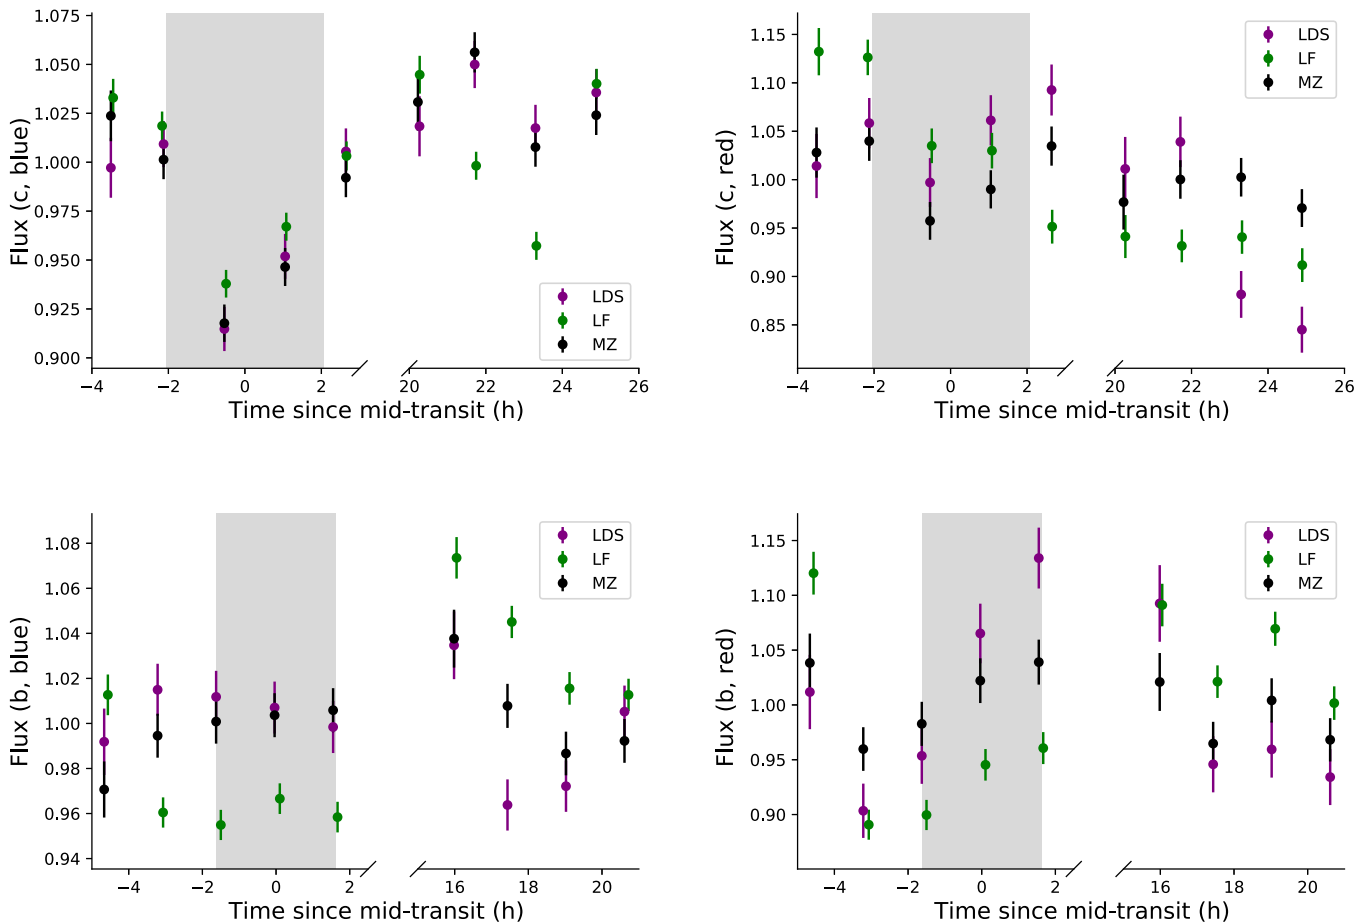 Flux (c, blue)
1.075
1.050
1.025
1.000
0.975
0.950
0.925
0.900
LDS
LF
MZ
−4 −2 0 2 20 22 24 26
Time since mid-transit (h)
Flux (c, red)
1.15
1.10
1.05
1.00
0.95
0.90
0.85
LDS
LF
MZ
−4 −2 0 2 20 22 24 26
Time since mid-transit (h)
Flux (b, blue)
1.08
1.06
1.04
1.02
1.00
0.98
0.96
0.94
LDS
LF
MZ
−4 −2 0 2 16 18 20
Time since mid-transit (h)
Flux (b, red)
1.15
1.10
1.05
1.00
0.95
0.90
LDS
LF
MZ
−4 −2 0 2 16 18 20
Time since mid-transit (h)